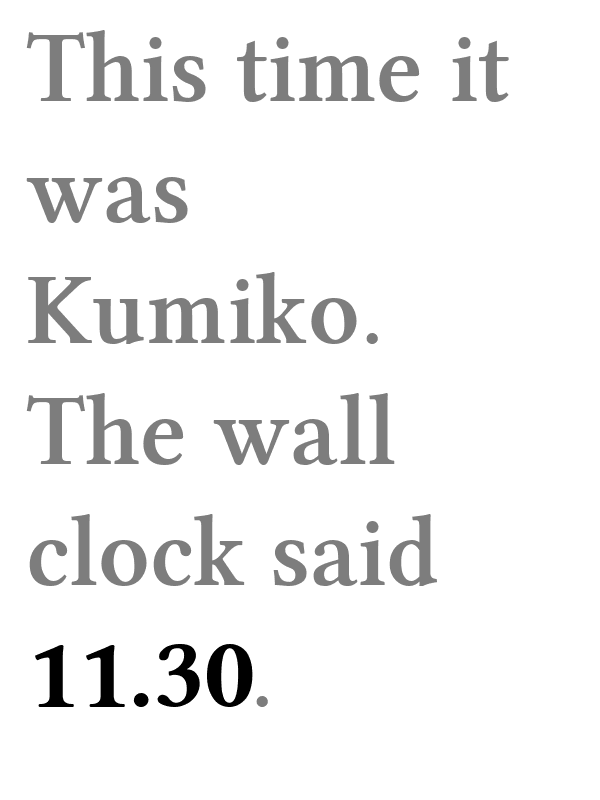 This time it
was
Kumiko.
The wall
clock said
11.30.